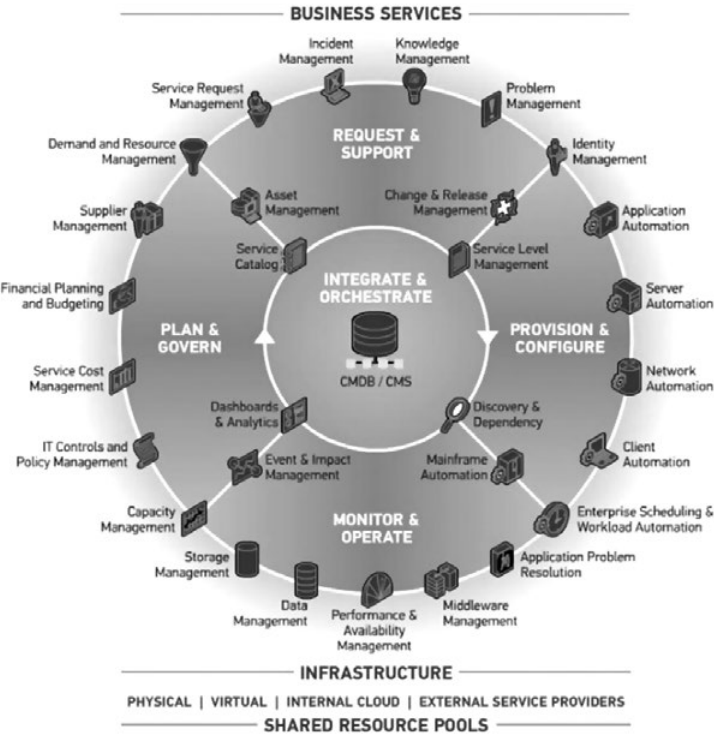 BUSINESS SERVICES
Incident
Management
Knowledge
Management
Service Request
Management
Problem
Management
REQUEST &
SUPPORT
Demand and Resource
Management
Identity
Management
Asset
Management
Change & Release
Management
Supplier
Management
Application
Automation
Service
Catalog
Service Level
Management
INTEGRATE &
ORCHESTRATE
Financial Planning
and Budgeting
Server
Automation
PLAN &
GOVERN
PROVISION &
CONFIGURE
CMDB / CMS
Service Cost
Management
Network
Automation
Dashboards
& Analytics
Discovery &
Dependency
IT Controls and
Policy Management
Client
Automation
Event & Impact
Management
Mainframe
Automation
Capacity
Management
MONITOR &
OPERATE
Enterprise Scheduling &
Workload Automation
Storage
Management
Application Problem
Resolution
Data
Management
Performance &
Availability
Management
Middleware
Management
INFRASTRUCTURE
PHYSICAL | VIRTUAL | INTERNAL CLOUD | EXTERNAL SERVICE PROVIDERS
SHARED RESOURCE POOLS